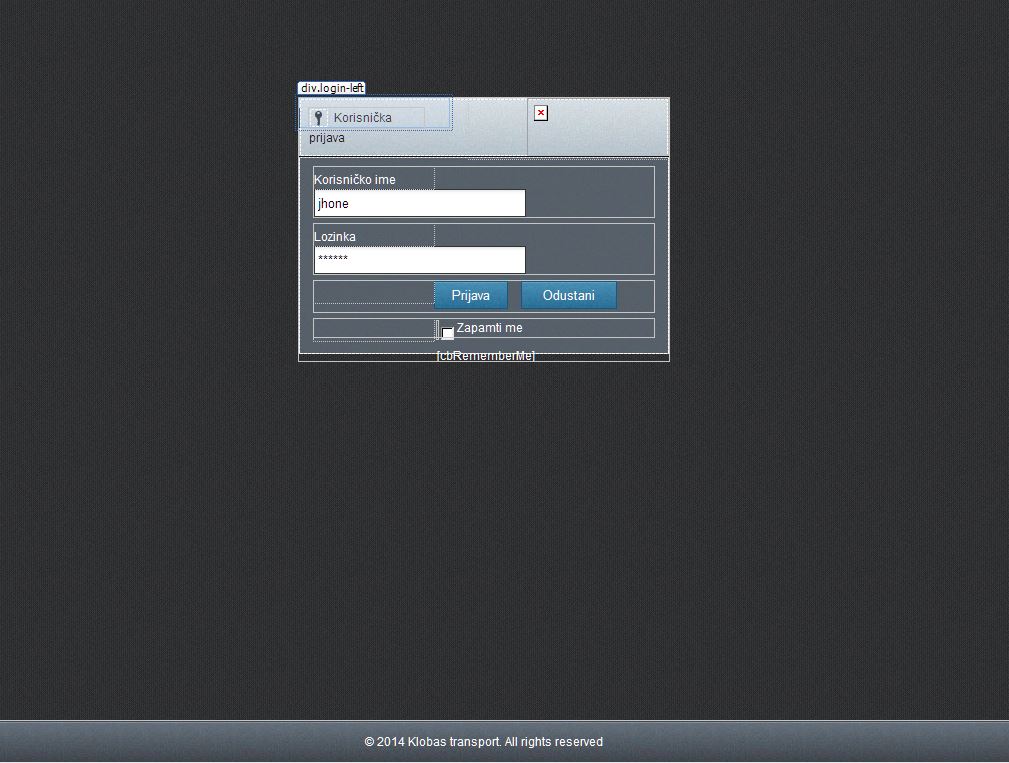 div.login-left
Korisnička
prijava
Korisničko ime
jhone
Lozinka
******
Prijava Odustani
Zapamti me
[cbRememberMe]
© 2014 Klobas transport. All rights reserved